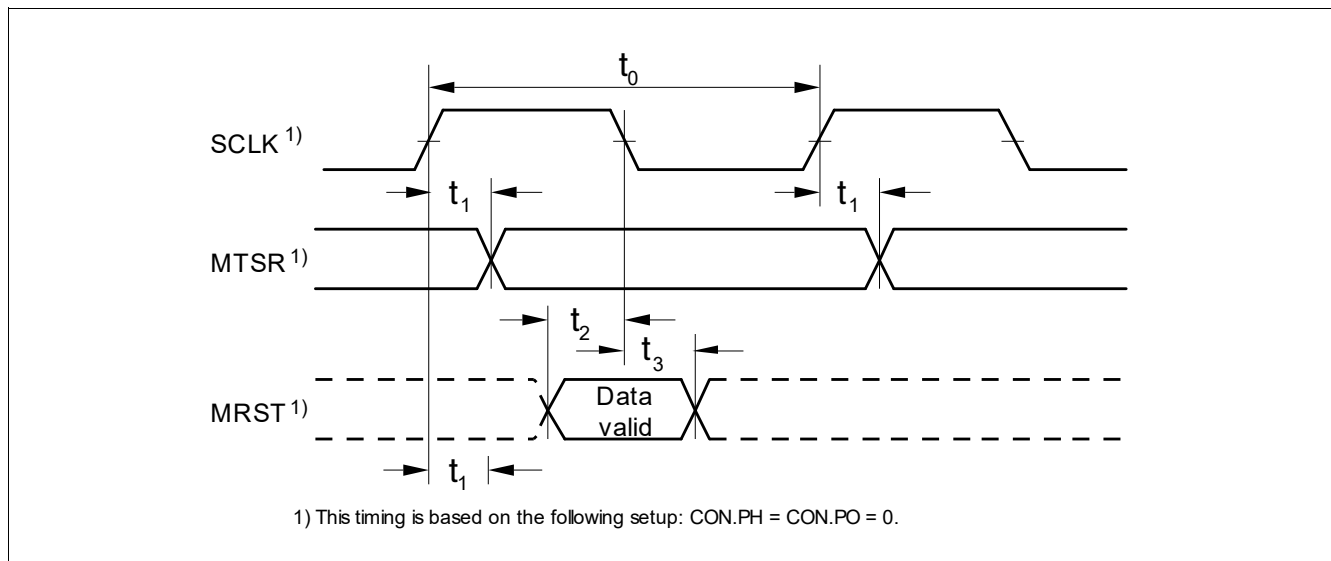 t0
SCLK 1)
t1 t1
MTSR 1)
t2
t3
MRST 1)
Data
valid
t1
1) This timing is based on the following setup: CON.PH = CON.PO = 0.